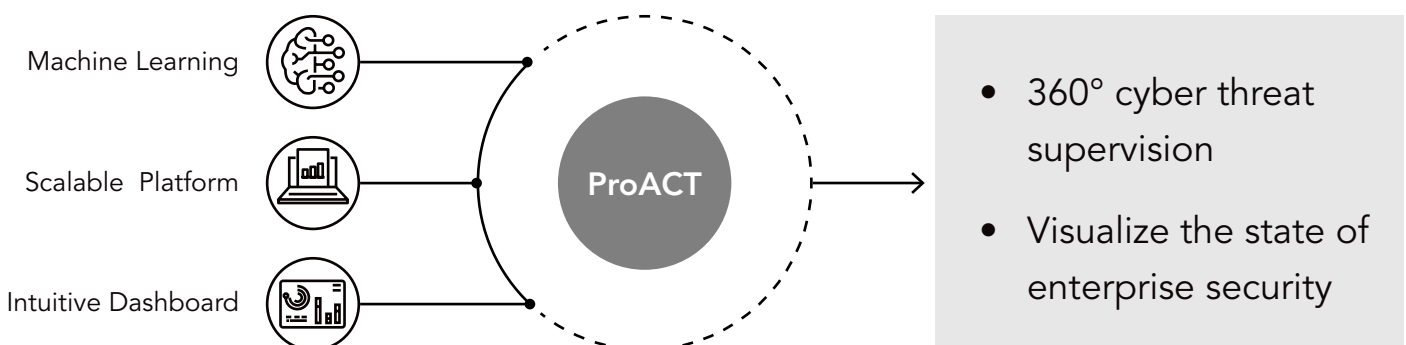 Machine Learning
Scalable Platform
Intuitive Dashboard
ProACT
• 360° cyber threat
supervision
• Visualize the state of
enterprise security